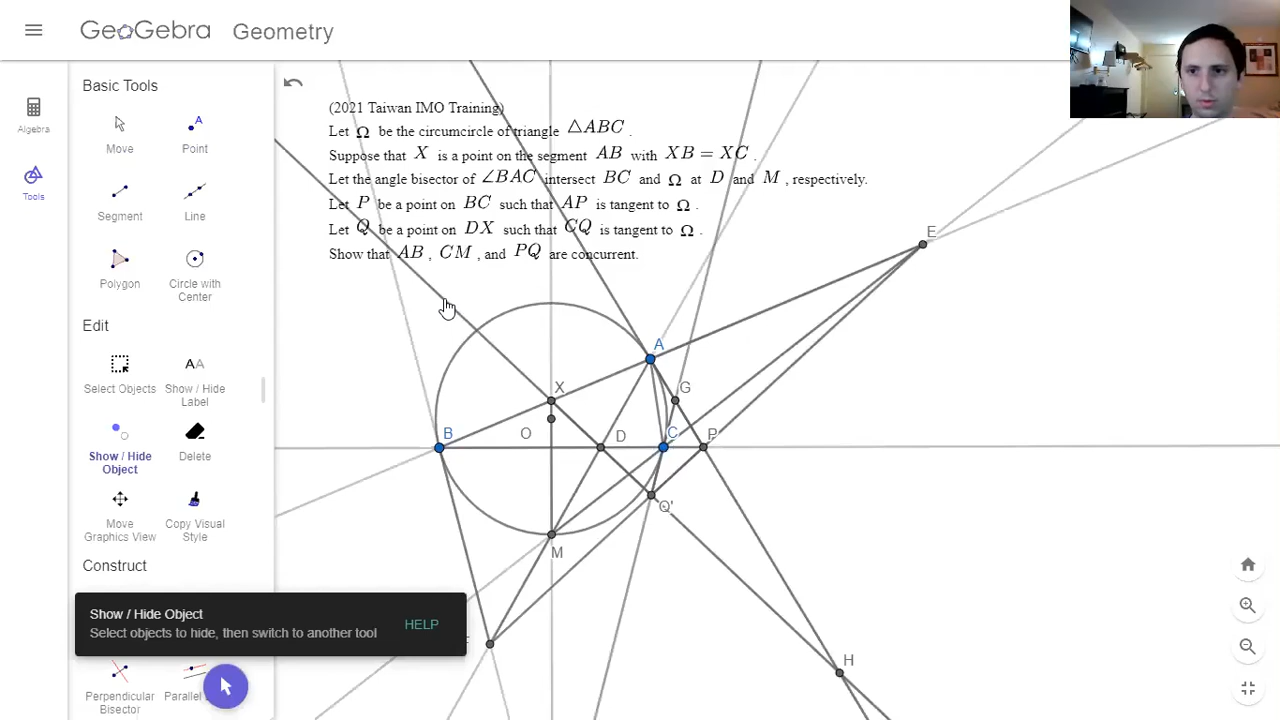 GeoGebra Geometry
Algebra
Tools
Basic Tools
Move
Point
Segment
Line
Polygon
Circle with Center
Edit
Select Objects
Show / Hide Label
Show / Hide Object
Delete
Move Graphics View
Copy Visual Style
Construct
Show / Hide Object
Select objects to hide, then switch to another tool
HELP
Perpendicular Bisector
(2021 Taiwan IMO Training)
Let Ω be the circumcircle of triangle △ABC .
Suppose that X is a point on the segment AB with XB = XC .
Let the angle bisector of ∠BAC intersect BC and Ω at D and M , respectively.
Let P be a point on BC such that AP is tangent to Ω .
Let Q be a point on DX such that CQ is tangent to Ω .
Show that AB , CM , and PQ are concurrent.
E
A
X
G
B
O
D
C
P
Q'
M
H